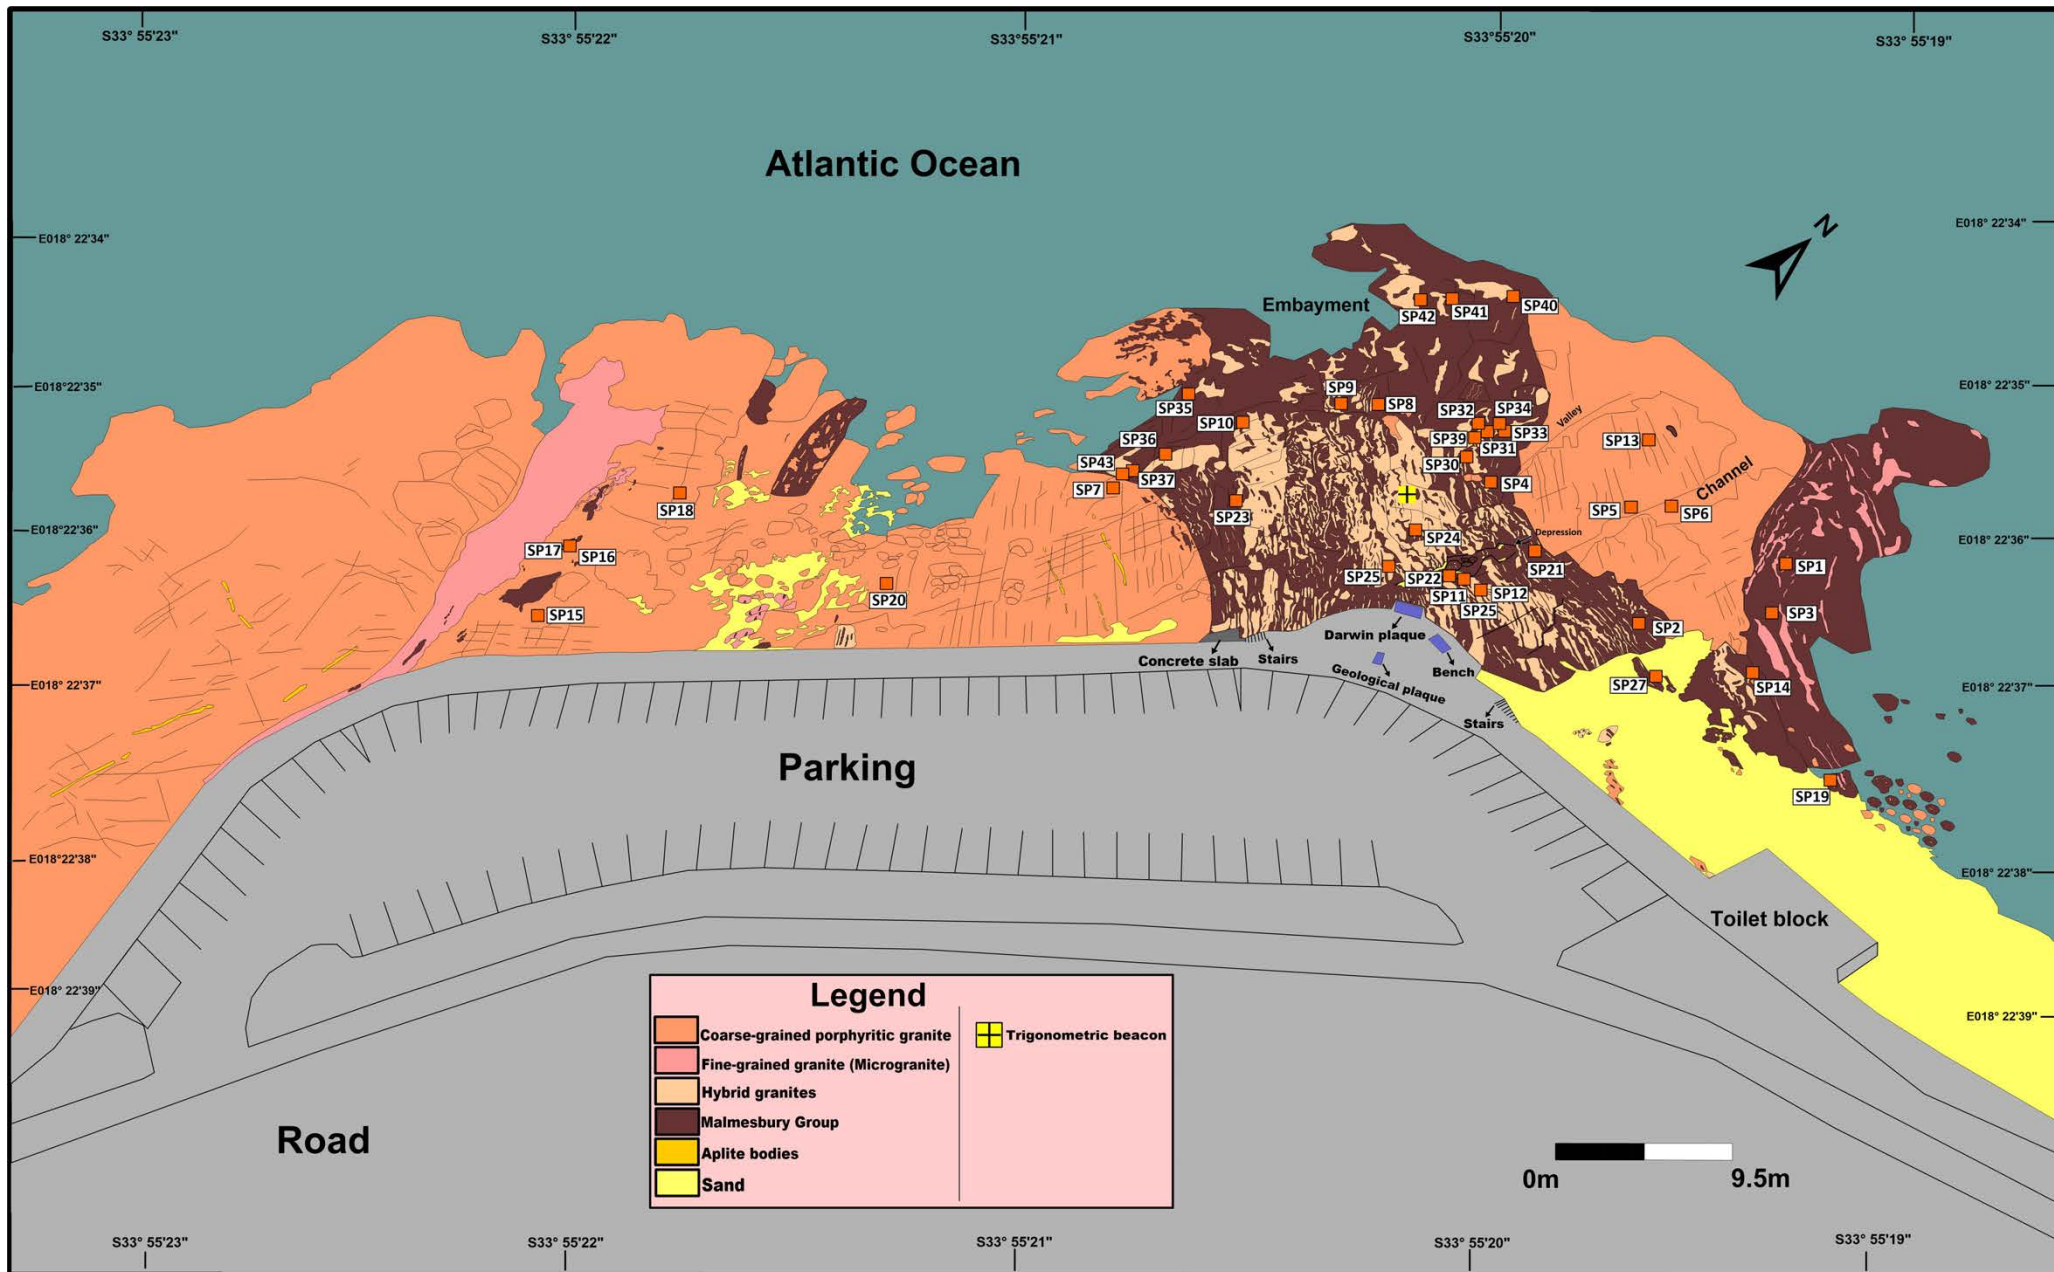 S33° 55'23"
S33° 55'22"
S33°55'21"
S33° 55'20"
S33° 55'19"
Atlantic Ocean
N
E018° 22'34"
E018° 22'34"
Embayment
SP42
SP41
SP40
E018°22'35"
E018° 22'35"
SP9
SP8
SP35
SP10
SP32
SP34
Valley
SP36
SP39
SP33
SP13
SP31
SP43
SP37
SP30
SP7
SP4
Channel
SP18
SP23
SP5
SP6
E018° 22'36"
E018° 22'36"
SP24
Depression
SP17
SP16
SP21
SP1
SP25
SP22
SP20
SP11
SP12
SP25
SP15
SP3
SP2
Darwin plaque
Concrete slab
Stairs
Bench
Geological plaque
E018° 22'37"
E018° 22'37"
SP27
SP14
Stairs
Parking
SP19
E018° 22'38"
E018° 22'38"
Toilet block
E018° 22'39"
E018° 22'39"
Legend
Coarse-grained porphyritic granite
Fine-grained granite (Microgranite)
Hybrid granites
Malmesbury Group
Aplite bodies
Sand
Trigonometric beacon
Road
0m
9.5m
S33° 55'23"
S33° 55'22"
S33° 55'21"
S33° 55'20"
S33° 55'19"